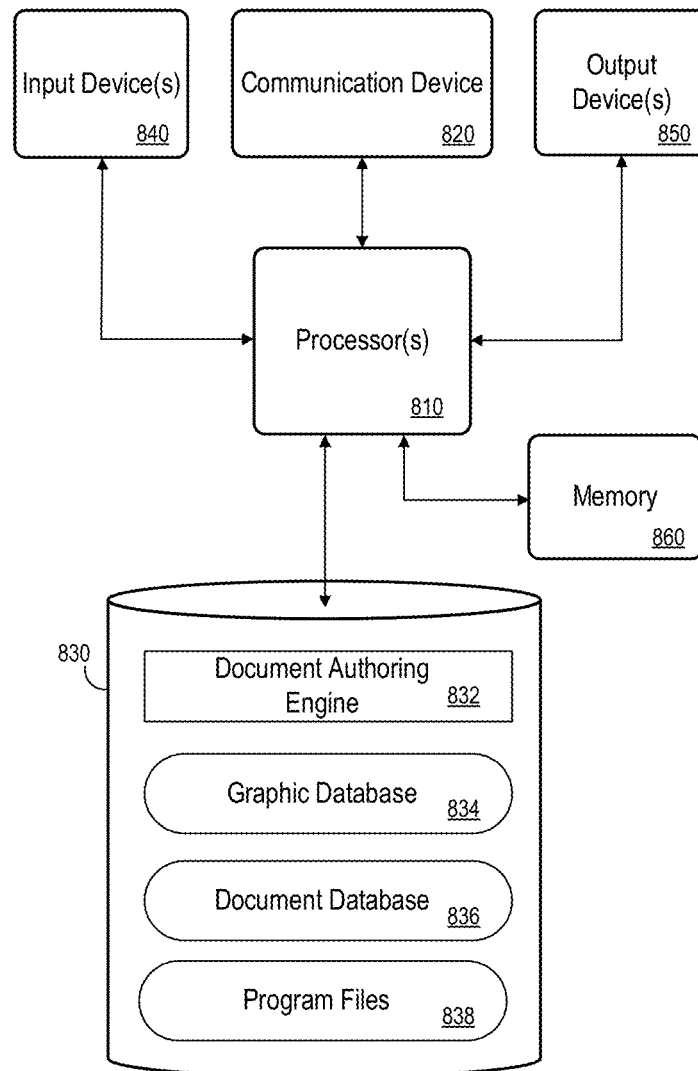 Input Device(s)
840
Communication Device
820
Output
Device(s)
850
Processor(s)
810
Memory
860
830
Document Authoring
Engine
832
Graphic Database
834
Document Database
836
Program Files
838